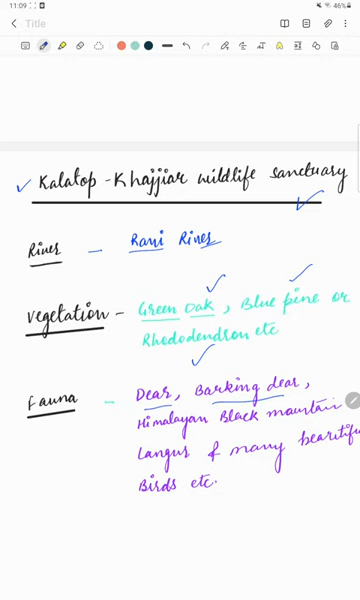 11:09
46%
Title
Kalatop - Khajjiar wildlife sanctuary
River - Ravi River
Vegetation - Green Oak, Blue pine or
Rhododendron etc
Fauna - Dear, Barking dear,
Himalayan Black mountain
Langur & many beautifu
Birds etc.